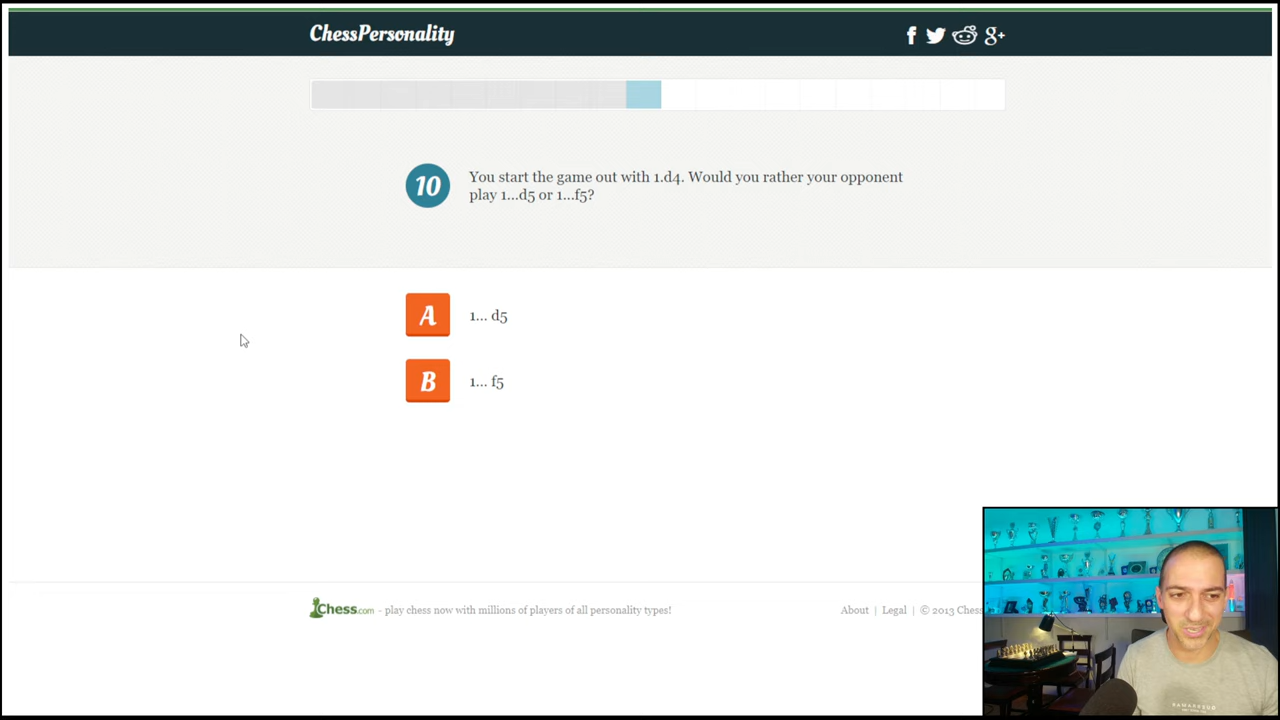 ChessPersonality
g+
10
You start the game out with 1.d4. Would you rather your opponent
play 1...d5 or 1...f5?
A
1... d5
B
1... f5
Chess.com - play chess now with millions of players of all personality types!
About | Legal | © 2013 Chess